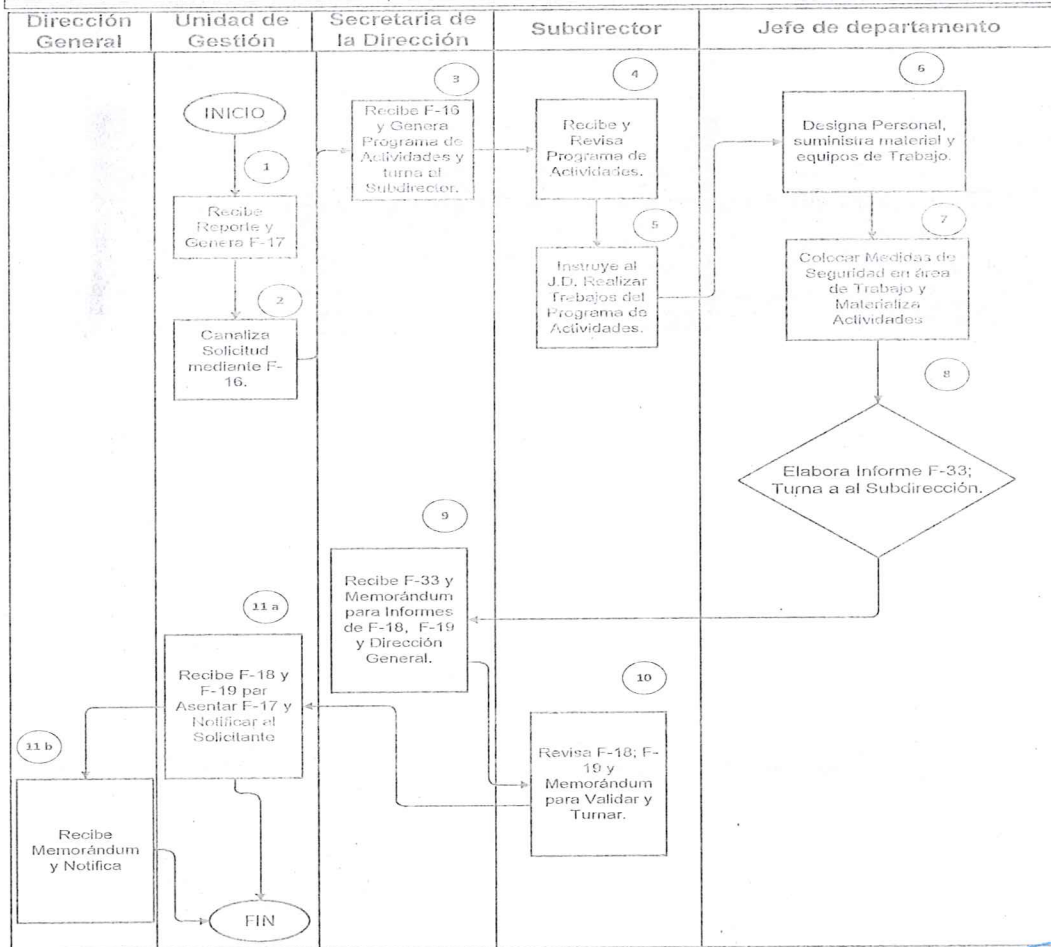 Dirección
General
Unidad de
Gestión
Secretaria de
la Dirección
Subdirector
Jefe de departamento
INICIO
1
Recibe
Reporte y
Genera F-17
2
Canaliza
Solicitud
mediante F-
16.
3
Recibe F-16
y Genera
Programa de
Actividades y
turna al
Subdirector.
4
Recibe y
Revisa
Programa de
Actividades.
5
Instruye al
J.D. Realizar
Trabajos del
Programa de
Actividades.
6
Designa Personal,
suministra material y
equipos de Trabajo.
7
Colocar Medidas de
Seguridad en área
de Trabajo y
Materializa
Actividades
8
Elabora Informe F-33;
Turna a al Subdirección.
9
Recibe F-33 y
Memorándum
para Informes
de F-18, F-19
y Dirección
General.
10
Revisa F-18; F-
19 y
Memorándum
para Validar y
Turnar.
11 a
Recibe F-18 y
F-19 par
Asentar F-17 y
Notificar al
Solicitante
11 b
Recibe
Memorándum
y Notifica
FIN